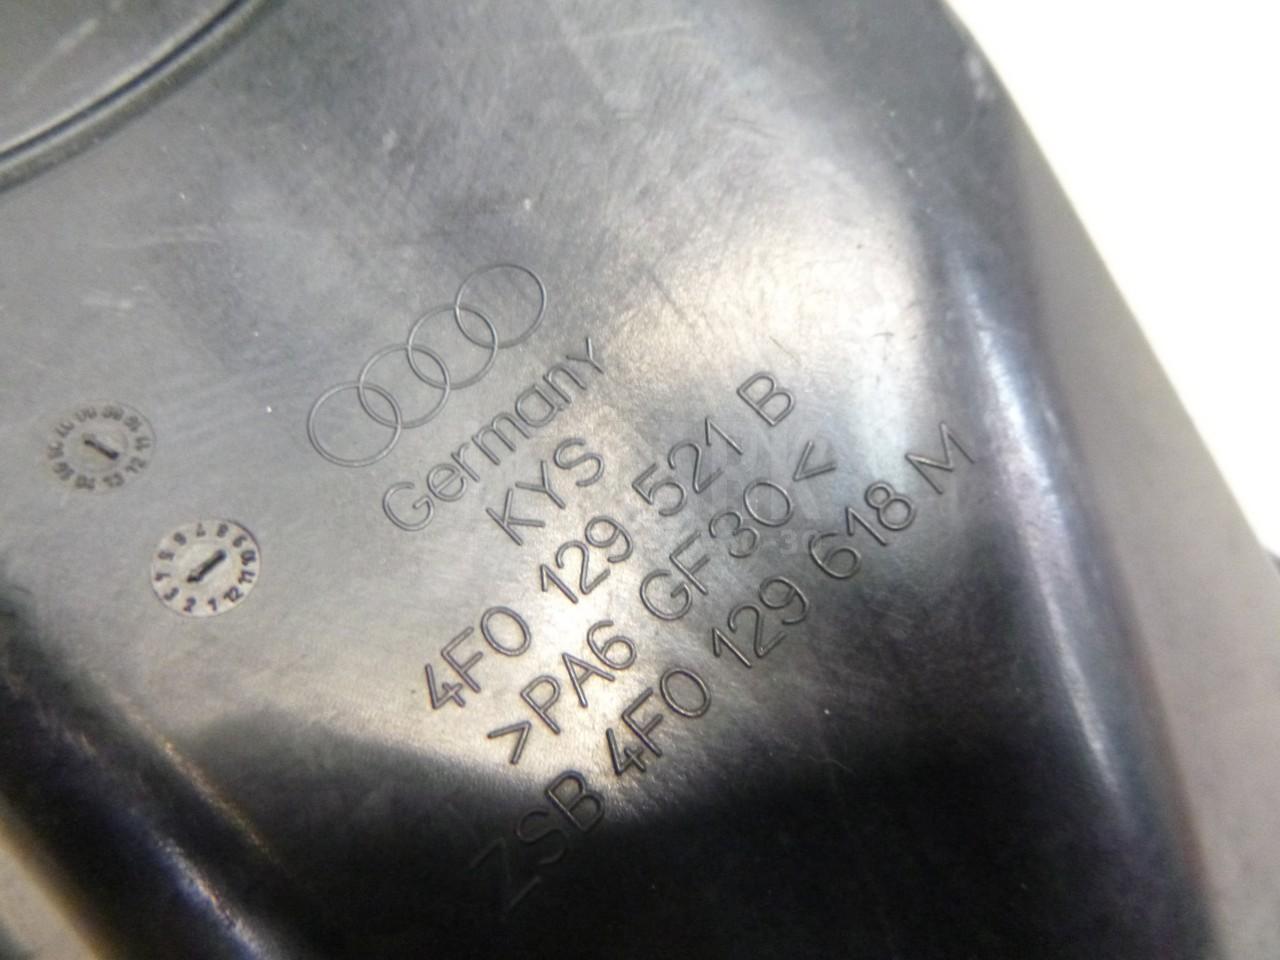 Germany
KYS
4F0 129 521 B
>PA6 GF30<
ZSB 4F0 129 618 M